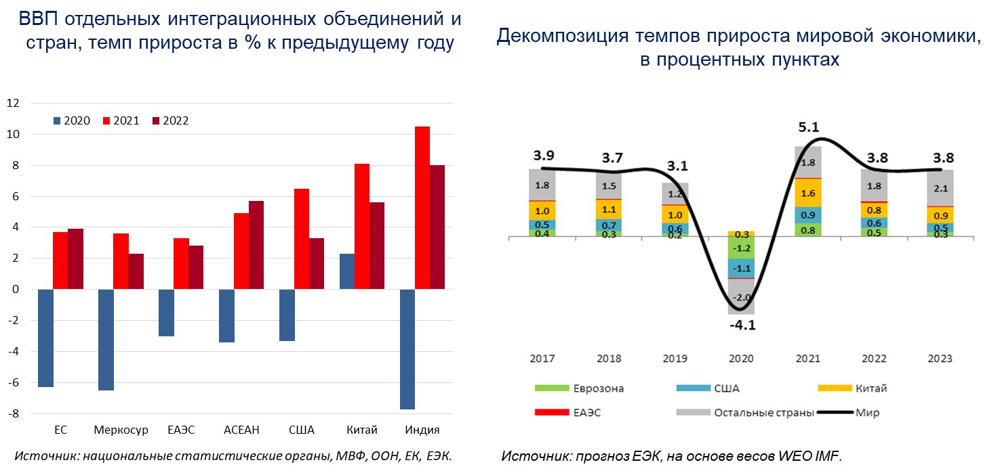 ВВП отдельных интеграционных объединений и
стран, темп прироста в % к предыдущему году
12
10
8
6
4
2
0
-2
-4
-6
-8
2020 2021 2022
ЕС Меркосур ЕАЭС АСЕАН США Китай Индия
Источник: национальные статистические органы, МВФ, ООН, ЕК, ЕЭК.
Декомпозиция темпов прироста мировой экономики,
в процентных пунктах
3.9 3.7 3.1 -4.1 5.1 3.8 3.8
1.8 1.5 1.2 -2.0 1.8 1.8 2.1
1.0 1.1 1.0 0.3 1.6 0.8 0.9
0.5 0.7 0.6 -1.1 0.9 0.6 0.5
0.4 0.3 0.2 -1.2 0.8 0.5 0.3
2017 2018 2019 2020 2021 2022 2023
Еврозона США Китай
ЕАЭС Остальные страны Мир
Источник: прогноз ЕЭК, на основе весов WEO IMF.